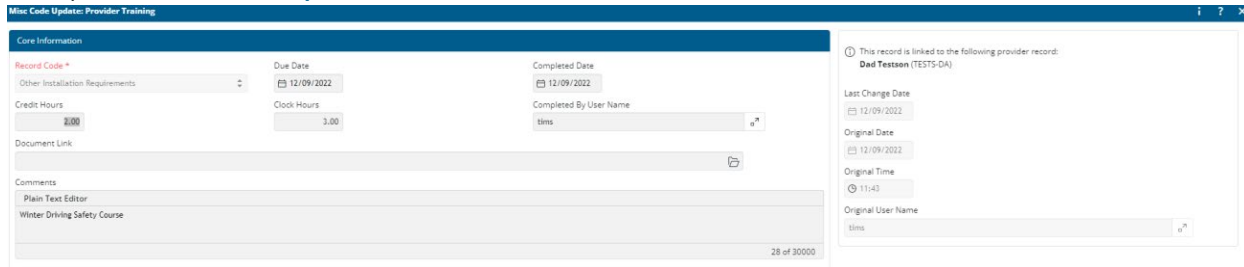 Misc Code Update: Provider Training
i ? X
Core Information
Record Code *
Due Date
Completed Date
Other Installation Requirements
12/09/2022
12/09/2022
Credit Hours
Clock Hours
Completed By User Name
2.00
3.00
tims
Document Link
Comments
Plain Text Editor
Winter Driving Safety Course
28 of 30000
This record is linked to the following provider record:
Dad Testson (TESTS-DA)
Last Change Date
12/09/2022
Original Date
12/09/2022
Original Time
11:43
Original User Name
tims